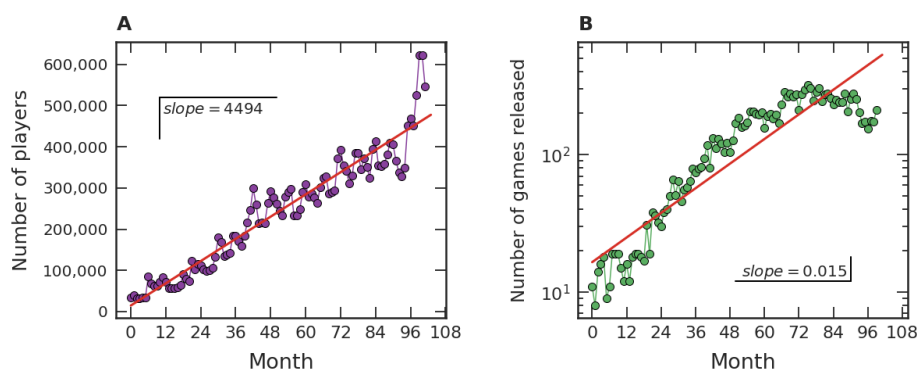 A
Number of players
600,000
500,000
400,000
300,000
200,000
100,000
0
slope = 4494
0 12 24 36 48 60 72 84 96 108
Month
B
Number of games released
10²
10¹
slope = 0.015
0 12 24 36 48 60 72 84 96 108
Month